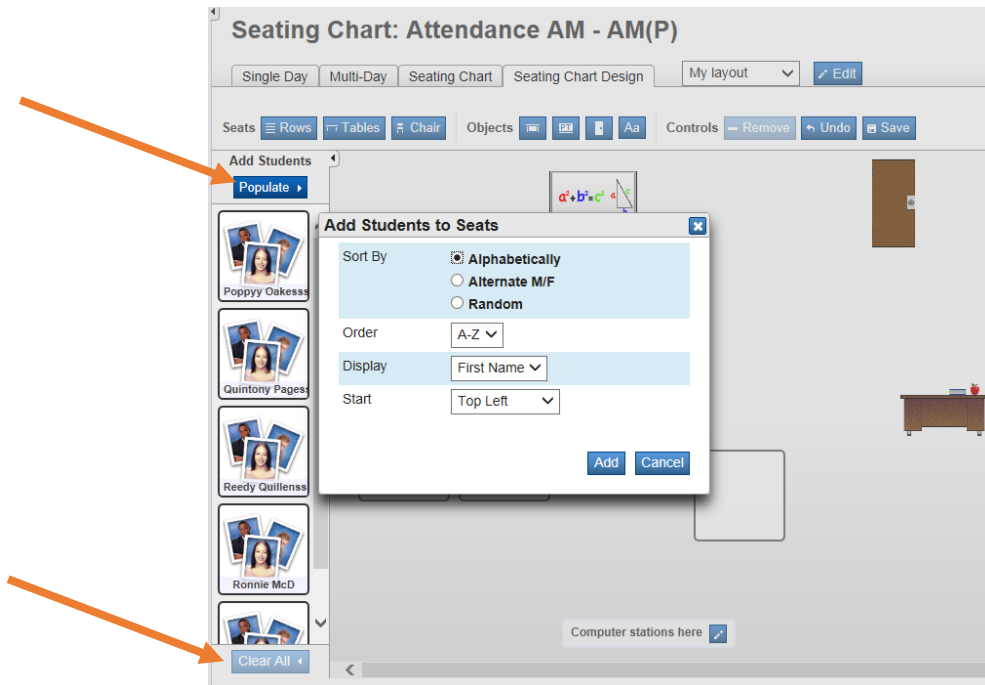 Seating Chart: Attendance AM - AM(P)
Single Day Multi-Day Seating Chart Seating Chart Design My layout Edit
Seats Rows Tables Chair Objects PT Aa Controls Remove Undo Save
Add Students
Populate
a²+b²=c² a c
b
Add Students to Seats
Sort By Alphabetically
Alternate M/F
Random
Order A-Z
Display First Name
Start Top Left
Add Cancel
Poppyy Oakesss
Quintony Pagess
Reedy Quillenss
Ronnie McD
Computer stations here
Clear All